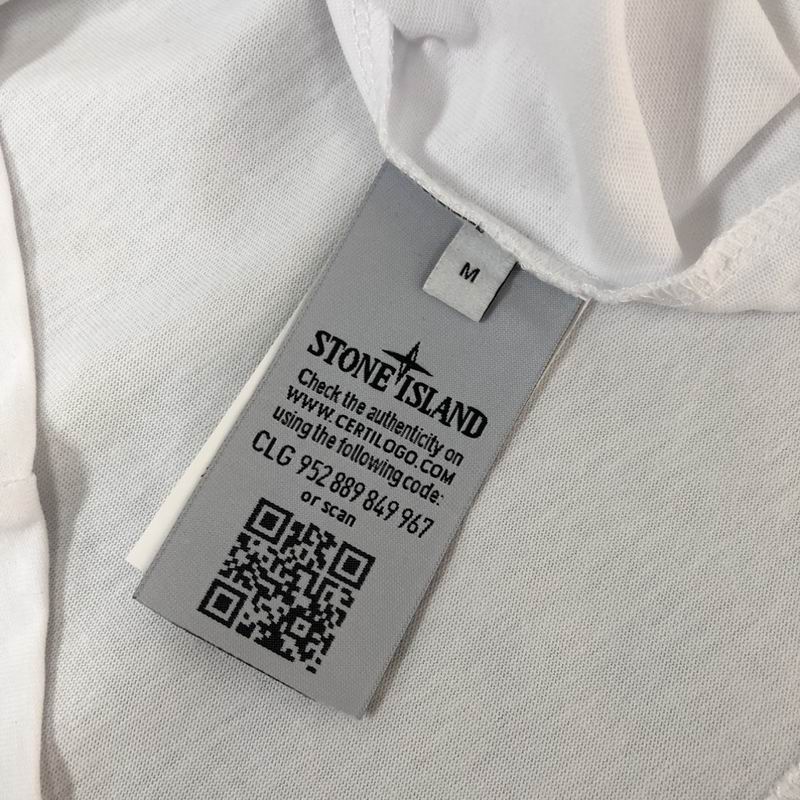 M
STONE ISLAND
Check the authenticity on
WWW.CERTILOGO.COM
using the following code:
CLG 952 889 849 967
or scan